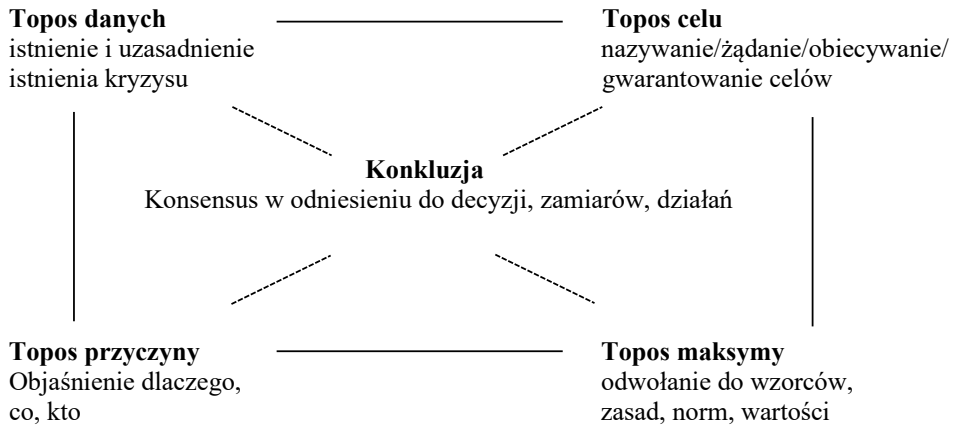 Topos danych
istnienie i uzasadnienie
istnienia kryzysu
Topos celu
nazywanie/żądanie/obiecywanie/
gwarantowanie celów
Konkluzja
Konsensus w odniesieniu do decyzji, zamiarów, działań
Topos przyczyny
Objaśnienie dlaczego,
co, kto
Topos maksymy
odwołanie do wzorców,
zasad, norm, wartości